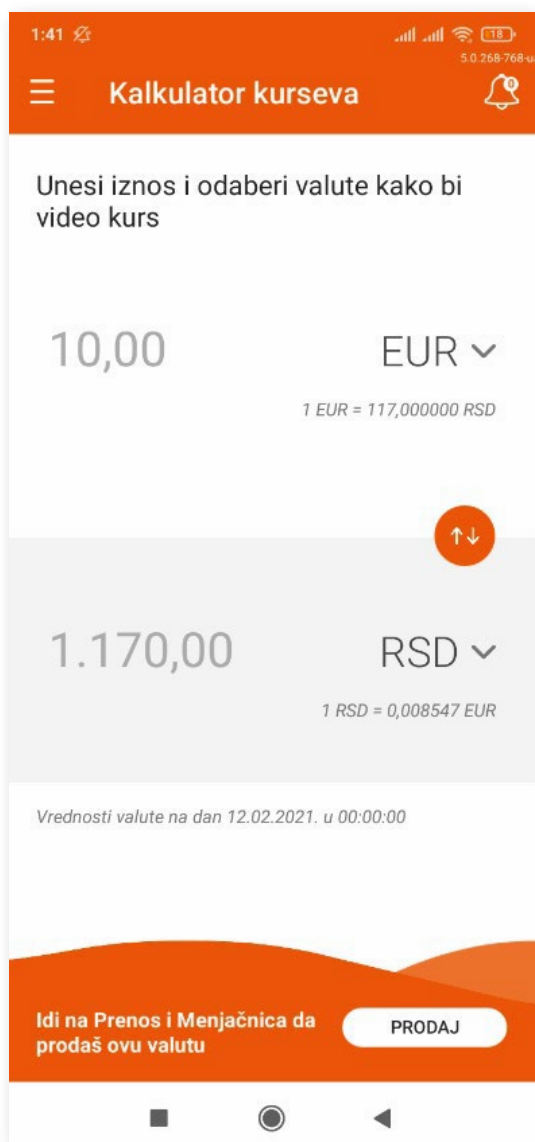 1:41
18
5.0.268-768-u
Kalkulator kurseva
0
Unesi iznos i odaberi valute kako bi
video kurs
10,00 EUR
1 EUR = 117,000000 RSD
1.170,00 RSD
1 RSD = 0,008547 EUR
Vrednosti valute na dan 12.02.2021. u 00:00:00
Idi na Prenos i Menjačnica da
prodaš ovu valutu
PRODAJ